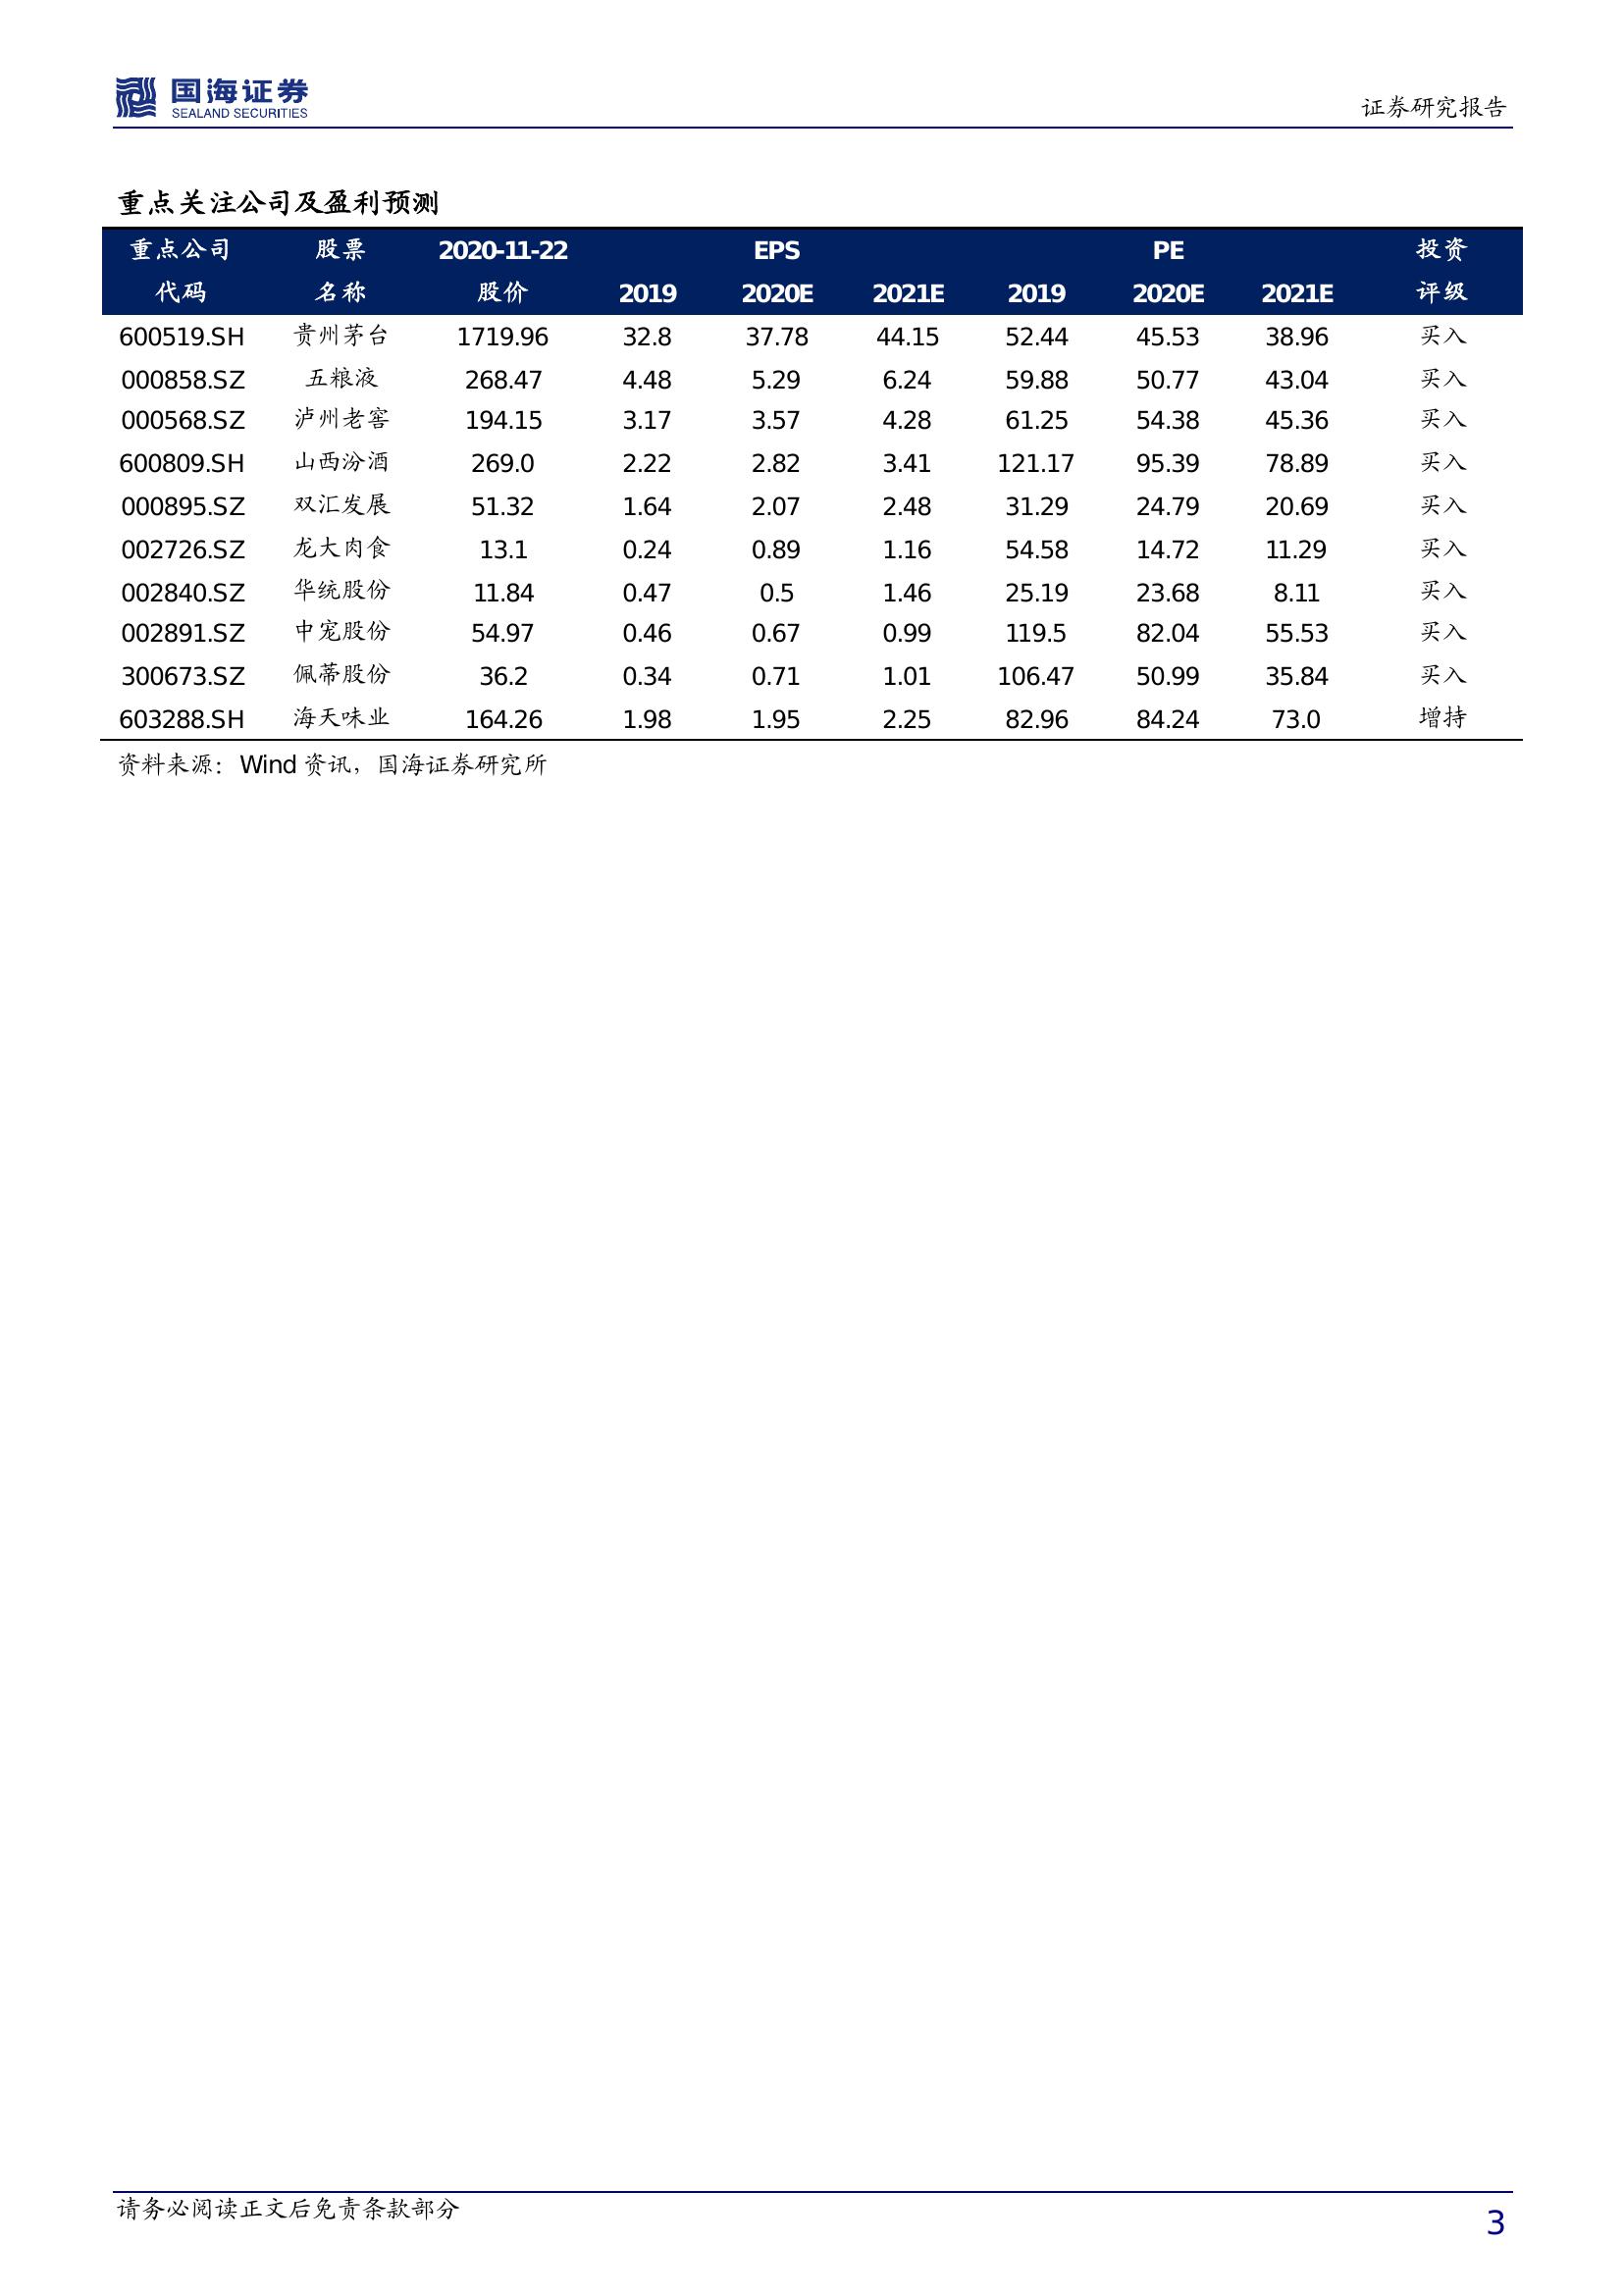 国海证券
SEALAND SECURITIES
证券研究报告
重点关注公司及盈利预测
重点公司 股票 2020-11-22 EPS PE 投资
代码 名称 股价 2019 2020E 2021E 2019 2020E 2021E 评级
600519.SH 贵州茅台 1719.96 32.8 37.78 44.15 52.44 45.53 38.96 买入
000858.SZ 五粮液 268.47 4.48 5.29 6.24 59.88 50.77 43.04 买入
000568.SZ 泸州老窖 194.15 3.17 3.57 4.28 61.25 54.38 45.36 买入
600809.SH 山西汾酒 269.0 2.22 2.82 3.41 121.17 95.39 78.89 买入
000895.SZ 双汇发展 51.32 1.64 2.07 2.48 31.29 24.79 20.69 买入
002726.SZ 龙大肉食 13.1 0.24 0.89 1.16 54.58 14.72 11.29 买入
002840.SZ 华统股份 11.84 0.47 0.5 1.46 25.19 23.68 8.11 买入
002891.SZ 中宠股份 54.97 0.46 0.67 0.99 119.5 82.04 55.53 买入
300673.SZ 佩蒂股份 36.2 0.34 0.71 1.01 106.47 50.99 35.84 买入
603288.SH 海天味业 164.26 1.98 1.95 2.25 82.96 84.24 73.0 增持
资料来源：Wind 资讯，国海证券研究所
请务必阅读正文后免责条款部分
3